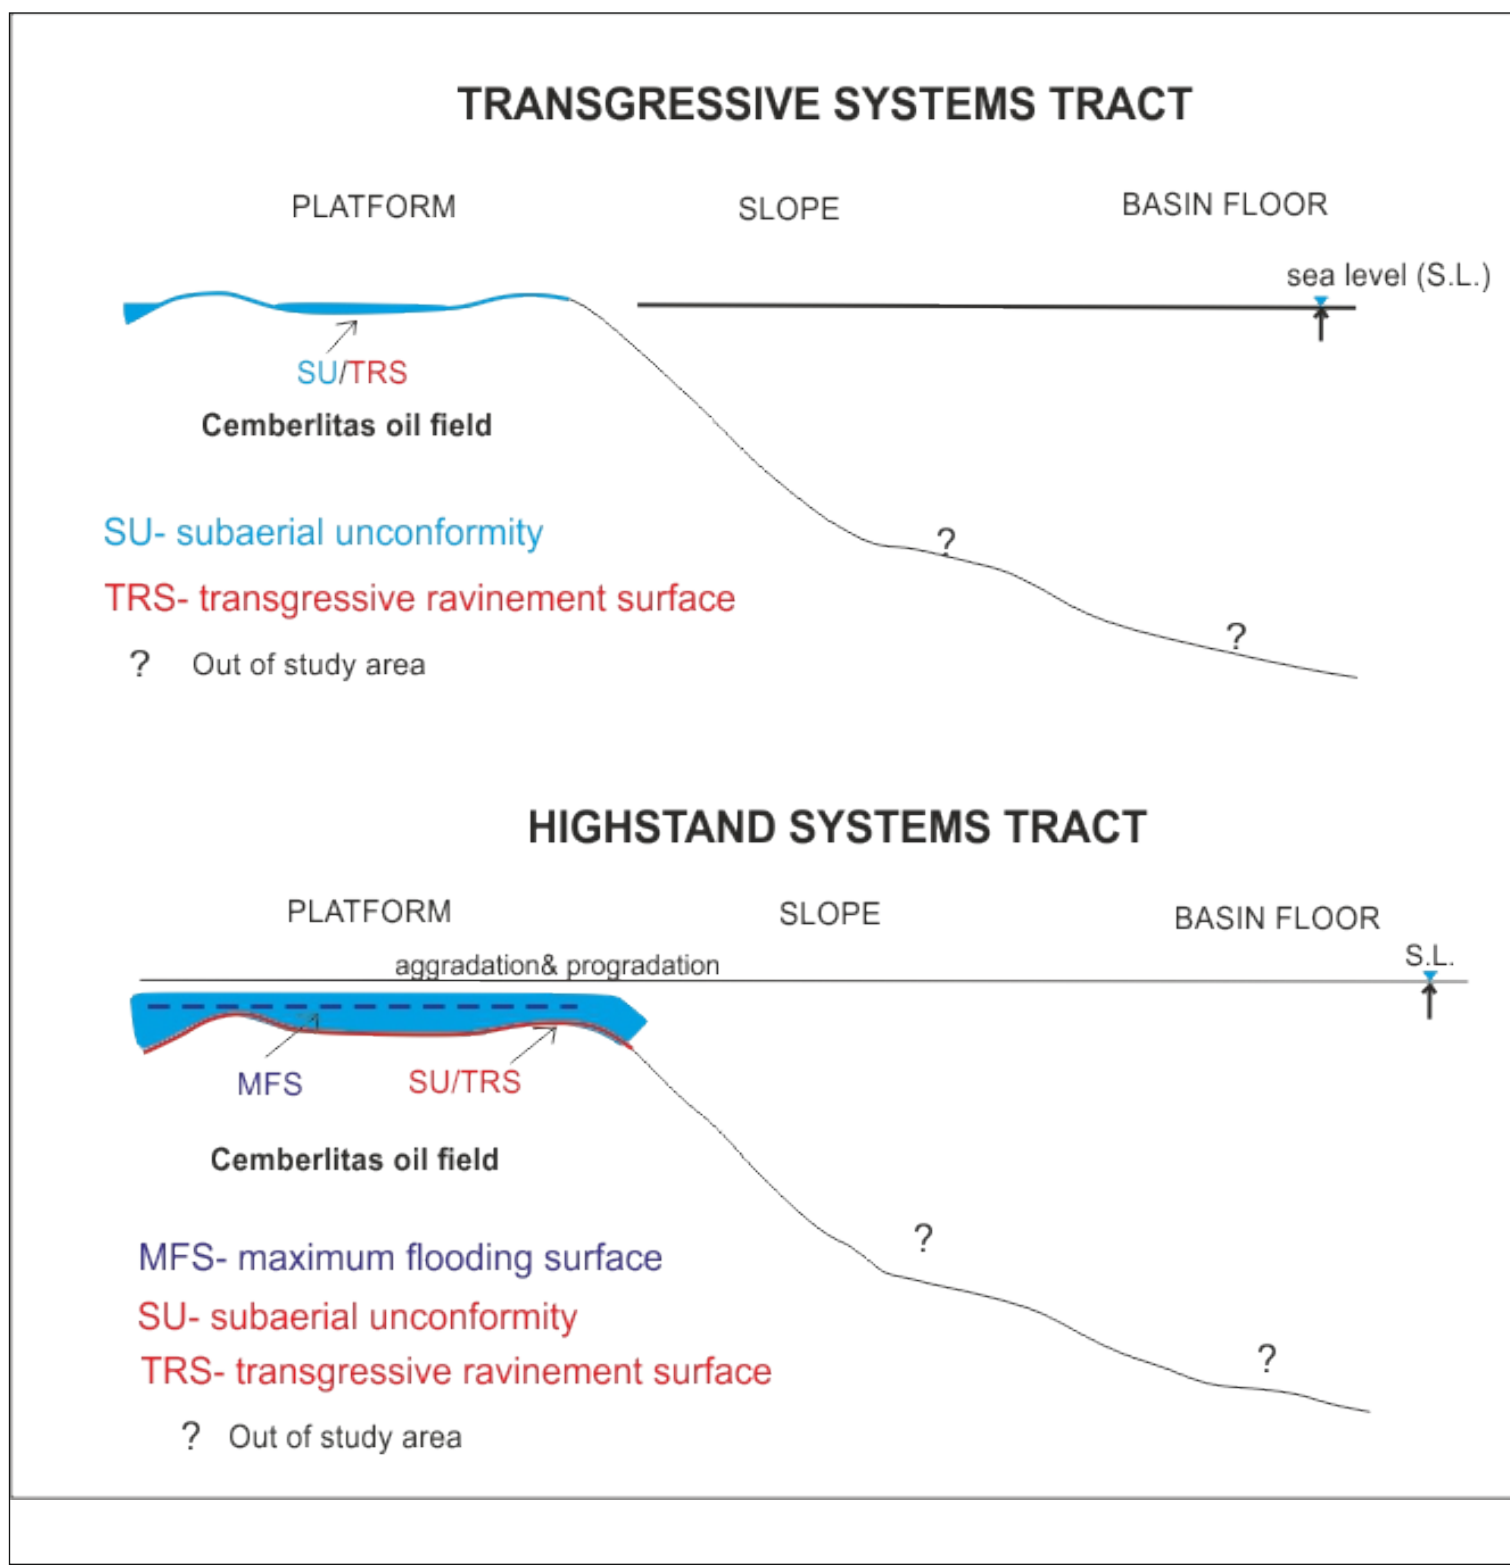 TRANSGRESSIVE SYSTEMS TRACT
PLATFORM SLOPE BASIN FLOOR
sea level (S.L.)
SU/TRS
Cemberlitas oil field
SU- subaerial unconformity
?
TRS- transgressive ravinement surface
?
? Out of study area
HIGHSTAND SYSTEMS TRACT
PLATFORM SLOPE BASIN FLOOR
aggradation& progradation S.L.
MFS SU/TRS
Cemberlitas oil field
?
MFS- maximum flooding surface
SU- subaerial unconformity
?
TRS- transgressive ravinement surface
? Out of study area